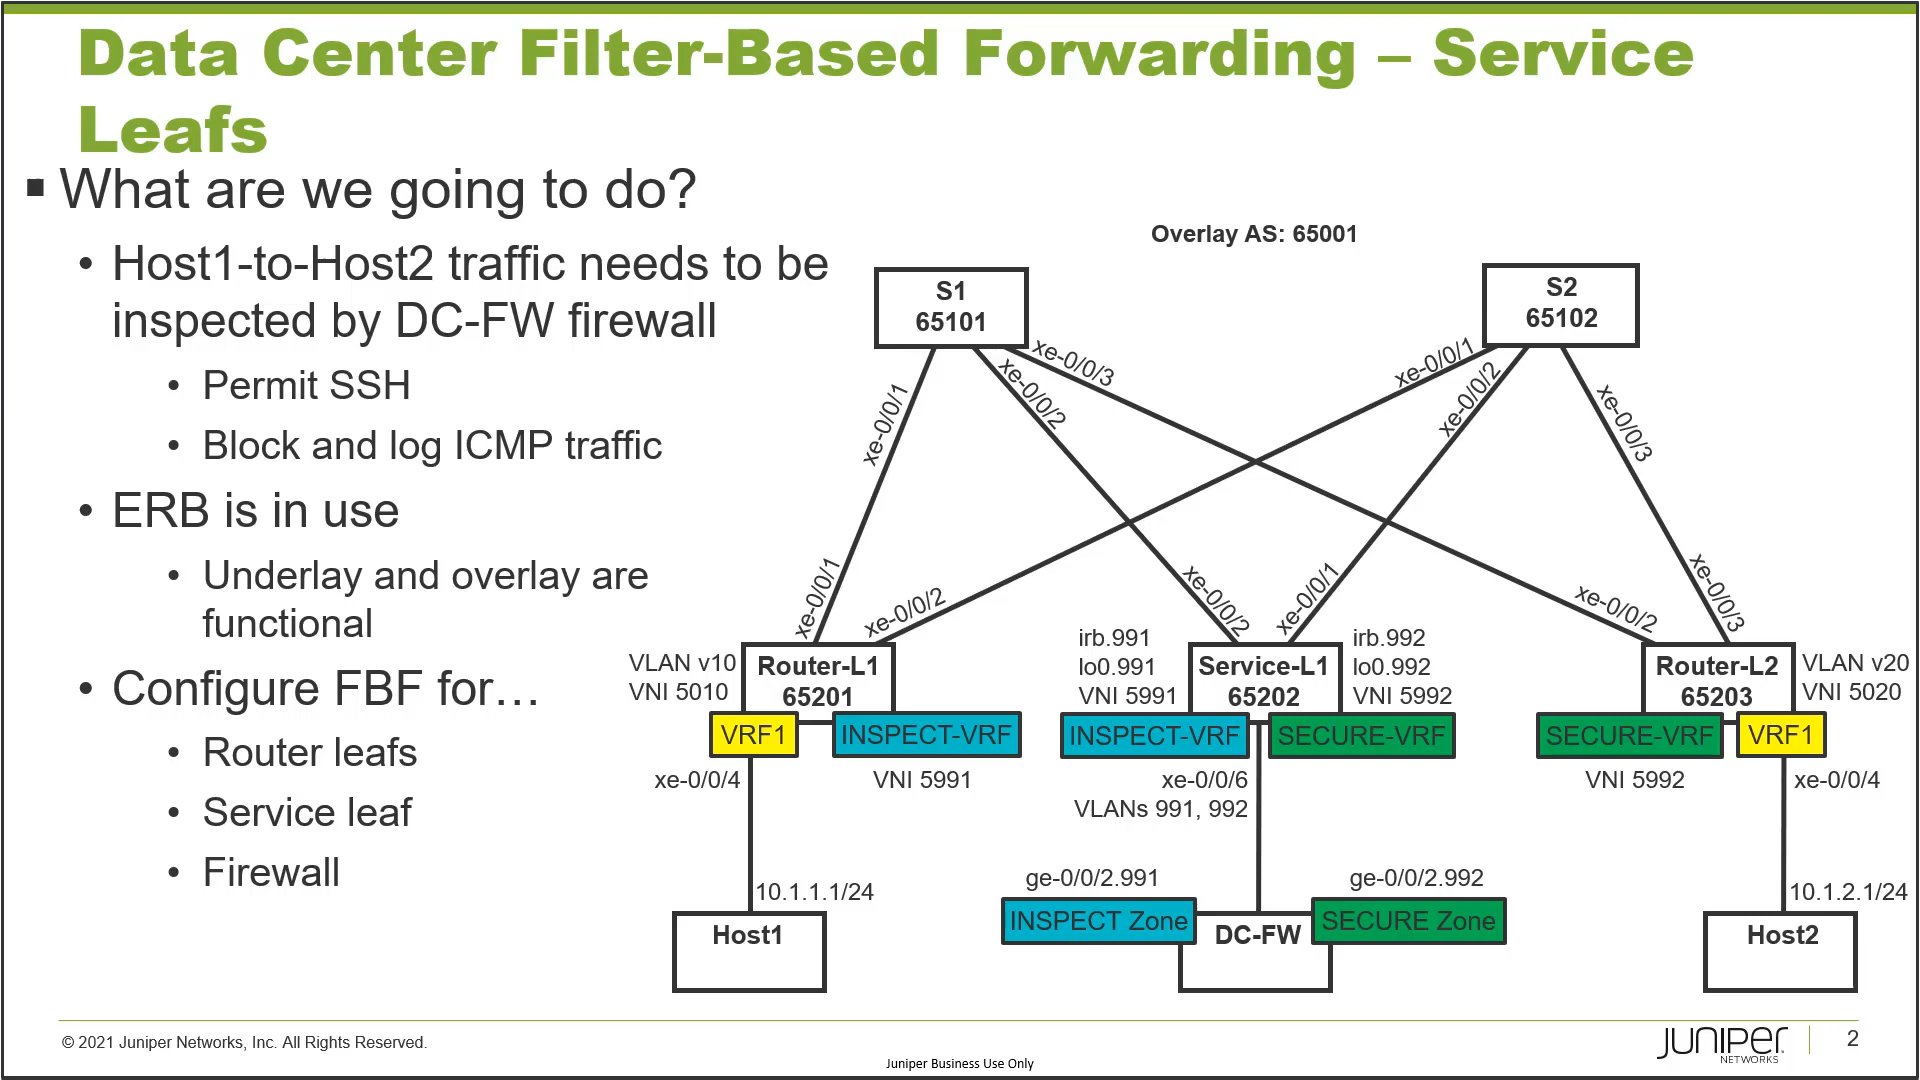 Data Center Filter-Based Forwarding – Service
Leafs
▪ What are we going to do?
• Host1-to-Host2 traffic needs to be
inspected by DC-FW firewall
• Permit SSH
• Block and log ICMP traffic
• ERB is in use
• Underlay and overlay are
functional
• Configure FBF for…
• Router leafs
• Service leaf
• Firewall
Overlay AS: 65001
S1
65101
S2
65102
xe-0/0/1
xe-0/0/2
xe-0/0/3
xe-0/0/1
xe-0/0/2
xe-0/0/3
xe-0/0/1
xe-0/0/2
xe-0/0/2
xe-0/0/1
xe-0/0/2
xe-0/0/3
VLAN v10
VNI 5010
Router-L1
65201
VRF1
INSPECT-VRF
xe-0/0/4
VNI 5991
irb.991
lo0.991
VNI 5991
Service-L1
65202
irb.992
lo0.992
VNI 5992
INSPECT-VRF
SECURE-VRF
xe-0/0/6
VLANs 991, 992
Router-L2
65203
VLAN v20
VNI 5020
SECURE-VRF
VRF1
VNI 5992
xe-0/0/4
10.1.1.1/24
Host1
ge-0/0/2.991
ge-0/0/2.992
INSPECT Zone
DC-FW
SECURE Zone
10.1.2.1/24
Host2
© 2021 Juniper Networks, Inc. All Rights Reserved.
JUNIPER
NETWORKS
2
Juniper Business Use Only